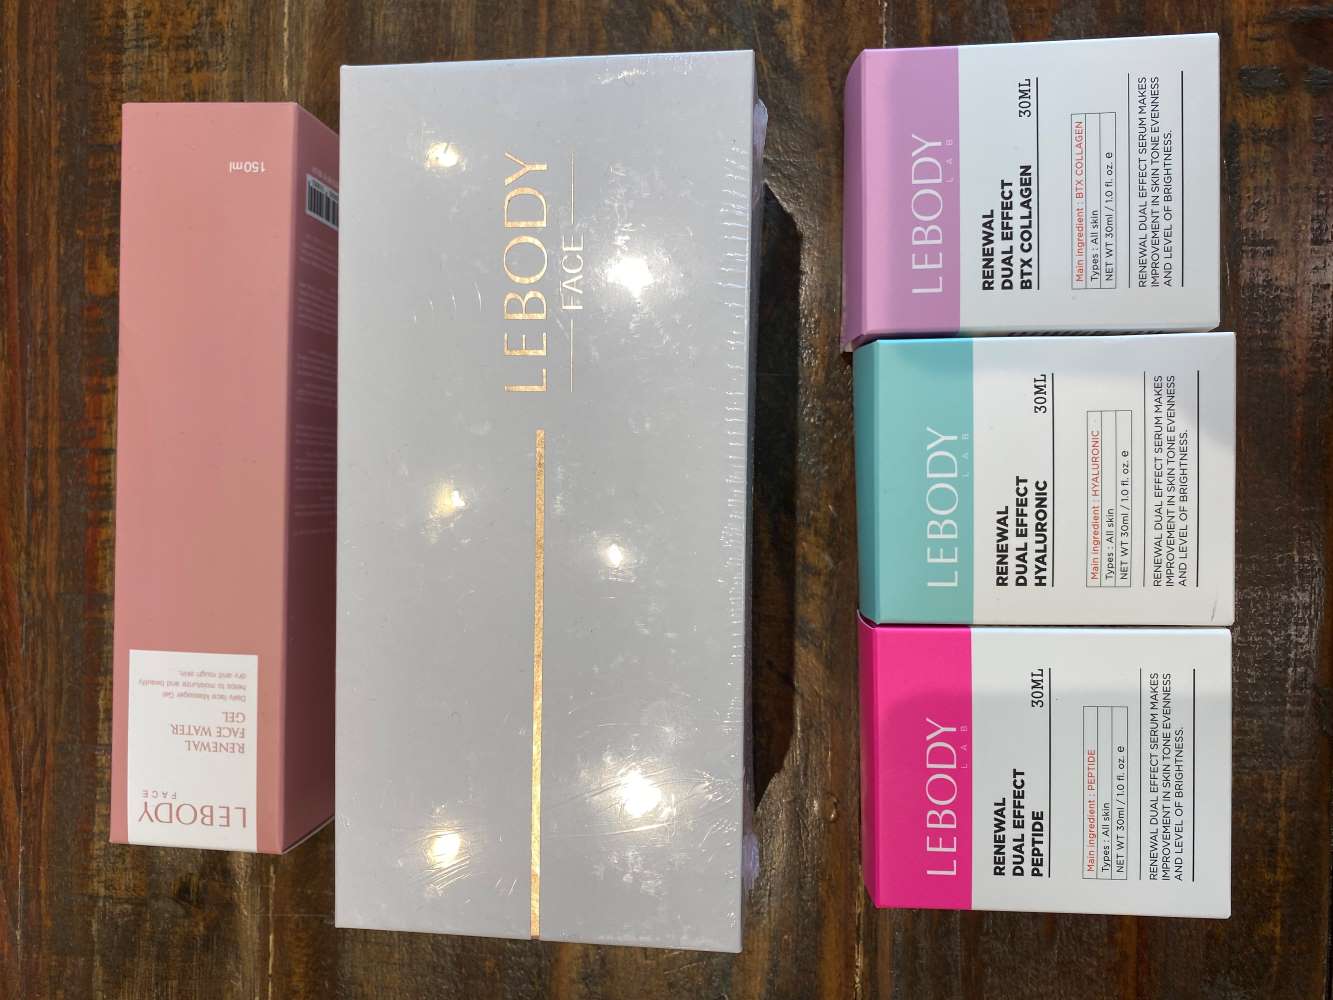 LEBODY
FACE
RENEWAL
FACE WATER
GEL
Daily face Massager Gel
helps to moisturize and beautify
dry and rough skin.
150ml
LEBODY
FACE
LEBODY
LAB
RENEWAL
DUAL EFFECT
BTX COLLAGEN
30ML
Main ingredient : BTX COLLAGEN
Types : All skin
NET WT 30ml / 1.0 fl. oz. e
RENEWAL DUAL EFFECT SERUM MAKES
IMPROVEMENT IN SKIN TONE EVENNESS
AND LEVEL OF BRIGHTNESS.
LEBODY
LAB
RENEWAL
DUAL EFFECT
HYALURONIC
30ML
Main ingredient : HYALURONIC
Types : All skin
NET WT 30ml / 1.0 fl. oz. e
RENEWAL DUAL EFFECT SERUM MAKES
IMPROVEMENT IN SKIN TONE EVENNESS
AND LEVEL OF BRIGHTNESS.
LEBODY
LAB
RENEWAL
DUAL EFFECT
PEPTIDE
30ML
Main ingredient : PEPTIDE
Types : All skin
NET WT 30ml / 1.0 fl. oz. e
RENEWAL DUAL EFFECT SERUM MAKES
IMPROVEMENT IN SKIN TONE EVENNESS
AND LEVEL OF BRIGHTNESS.